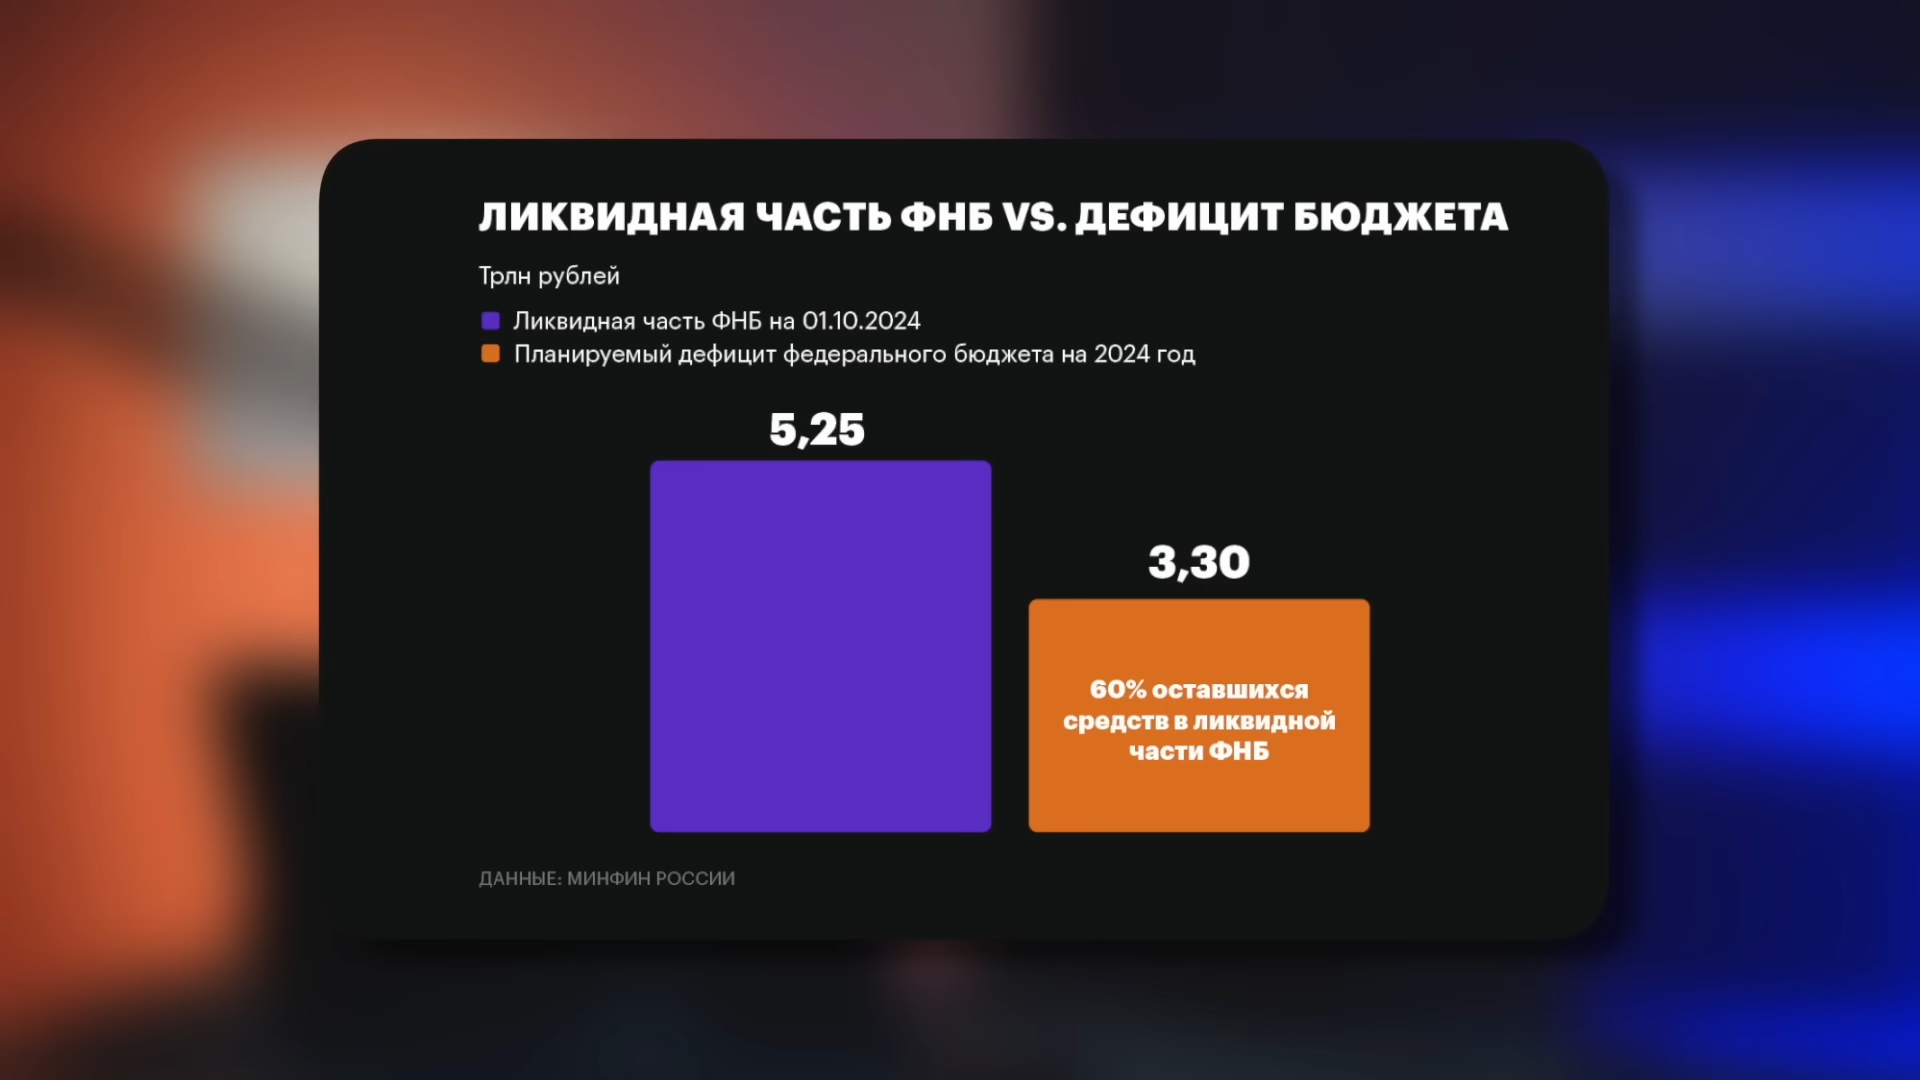 ЛИКВИДНАЯ ЧАСТЬ ФНБ VS. ДЕФИЦИТ БЮДЖЕТА
Трлн рублей
Ликвидная часть ФНБ на 01.10.2024
Планируемый дефицит федерального бюджета на 2024 год
5,25
3,30
60% оставшихся
средств в ликвидной
части ФНБ
ДАННЫЕ: МИНФИН РОССИИ